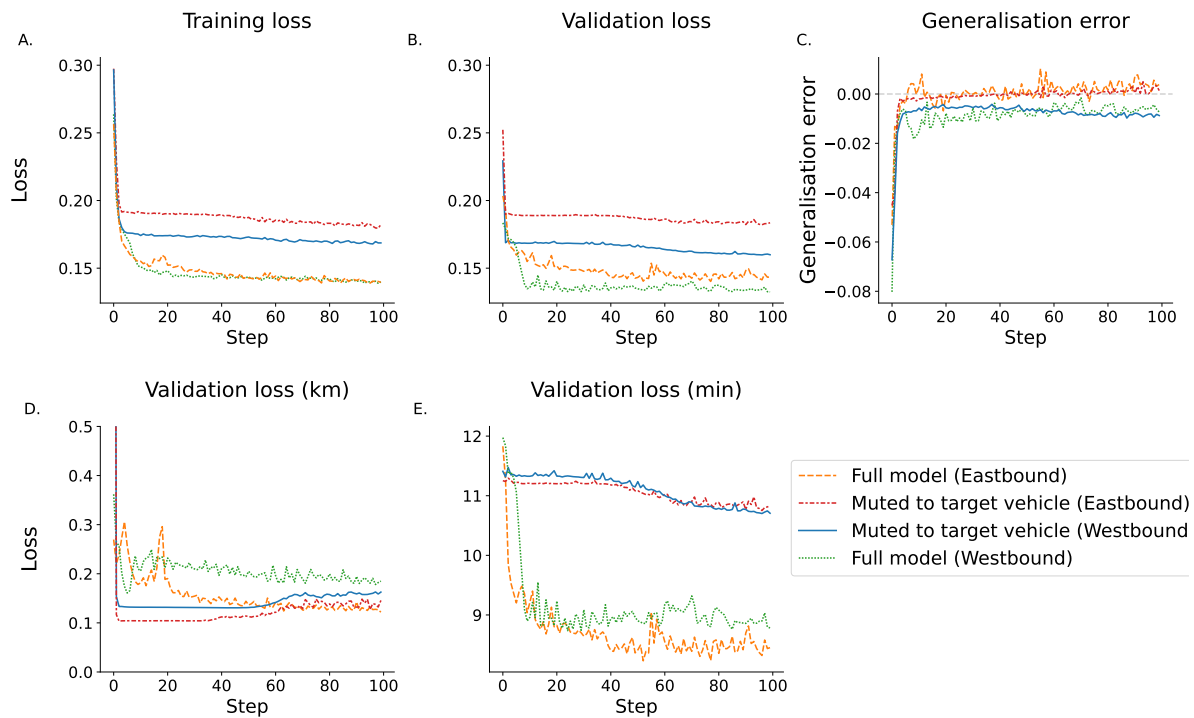 Training loss
Validation loss
Generalisation error
A.
B.
C.
0.30
0.25
0.20
0.15
Loss
0
20
40
60
80
100
Step
0.30
0.25
0.20
0.15
0
20
40
60
80
100
Step
0.00
−0.02
−0.04
−0.06
−0.08
Generalisation error
0
20
40
60
80
100
Step
Validation loss (km)
Validation loss (min)
D.
E.
0.5
0.4
0.3
0.2
0.1
0.0
Loss
0
20
40
60
80
100
Step
12
11
10
9
0
20
40
60
80
100
Step
Full model (Eastbound)
Muted to target vehicle (Eastbound)
Muted to target vehicle (Westbound
Full model (Westbound)